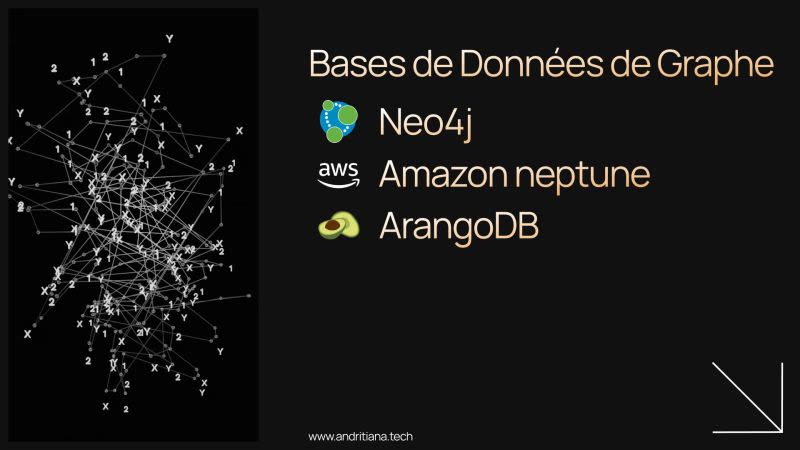 Bases de Données de Graphe
Neo4j
aws
Amazon neptune
ArangoDB
www.andritiana.tech